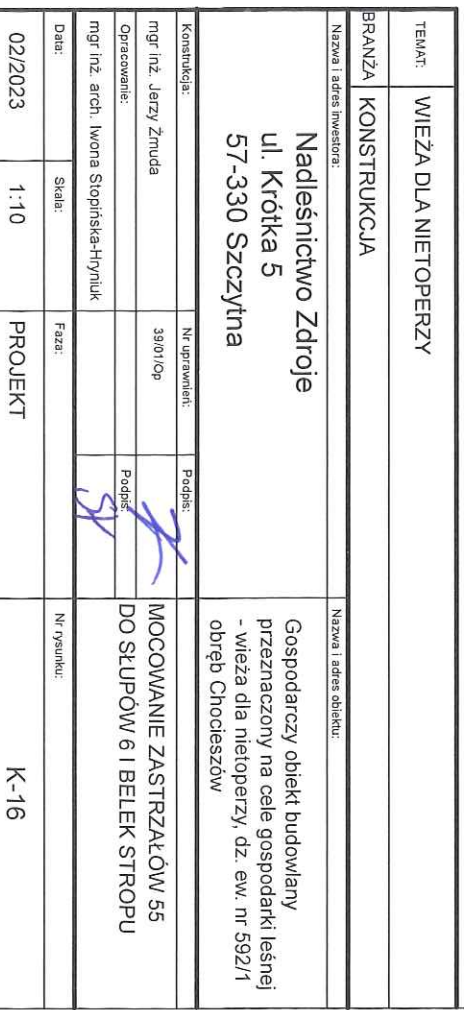 TEMAT: WIEŻA DLA NIETOPERZY
BRANŻA KONSTRUKCJA
Nazwa i adres inwestora:
Nadleśnictwo Zdroje
ul. Krótka 5
57-330 Szczytna
Nazwa i adres obiektu:
Gospodarczy obiekt budowlany
przeznaczony na cele gospodarki leśnej
- wieża dla nietoperzy, dz. ew. nr 592/1
obręb Chocieszów
Konstrukcja: Nr uprawnień: Podpis:
mgr inż. Jerzy Żmuda 39/01/Op
Opracowanie: Podpis:
mgr inż. arch. Iwona Stopińska-Hryniuk
MOCOWANIE ZASTRZAŁÓW 55
DO SŁUPÓW 6 I BELEK STROPU
Data: Skala: Faza: Nr rysunku:
02/2023 1:10 PROJEKT K-16